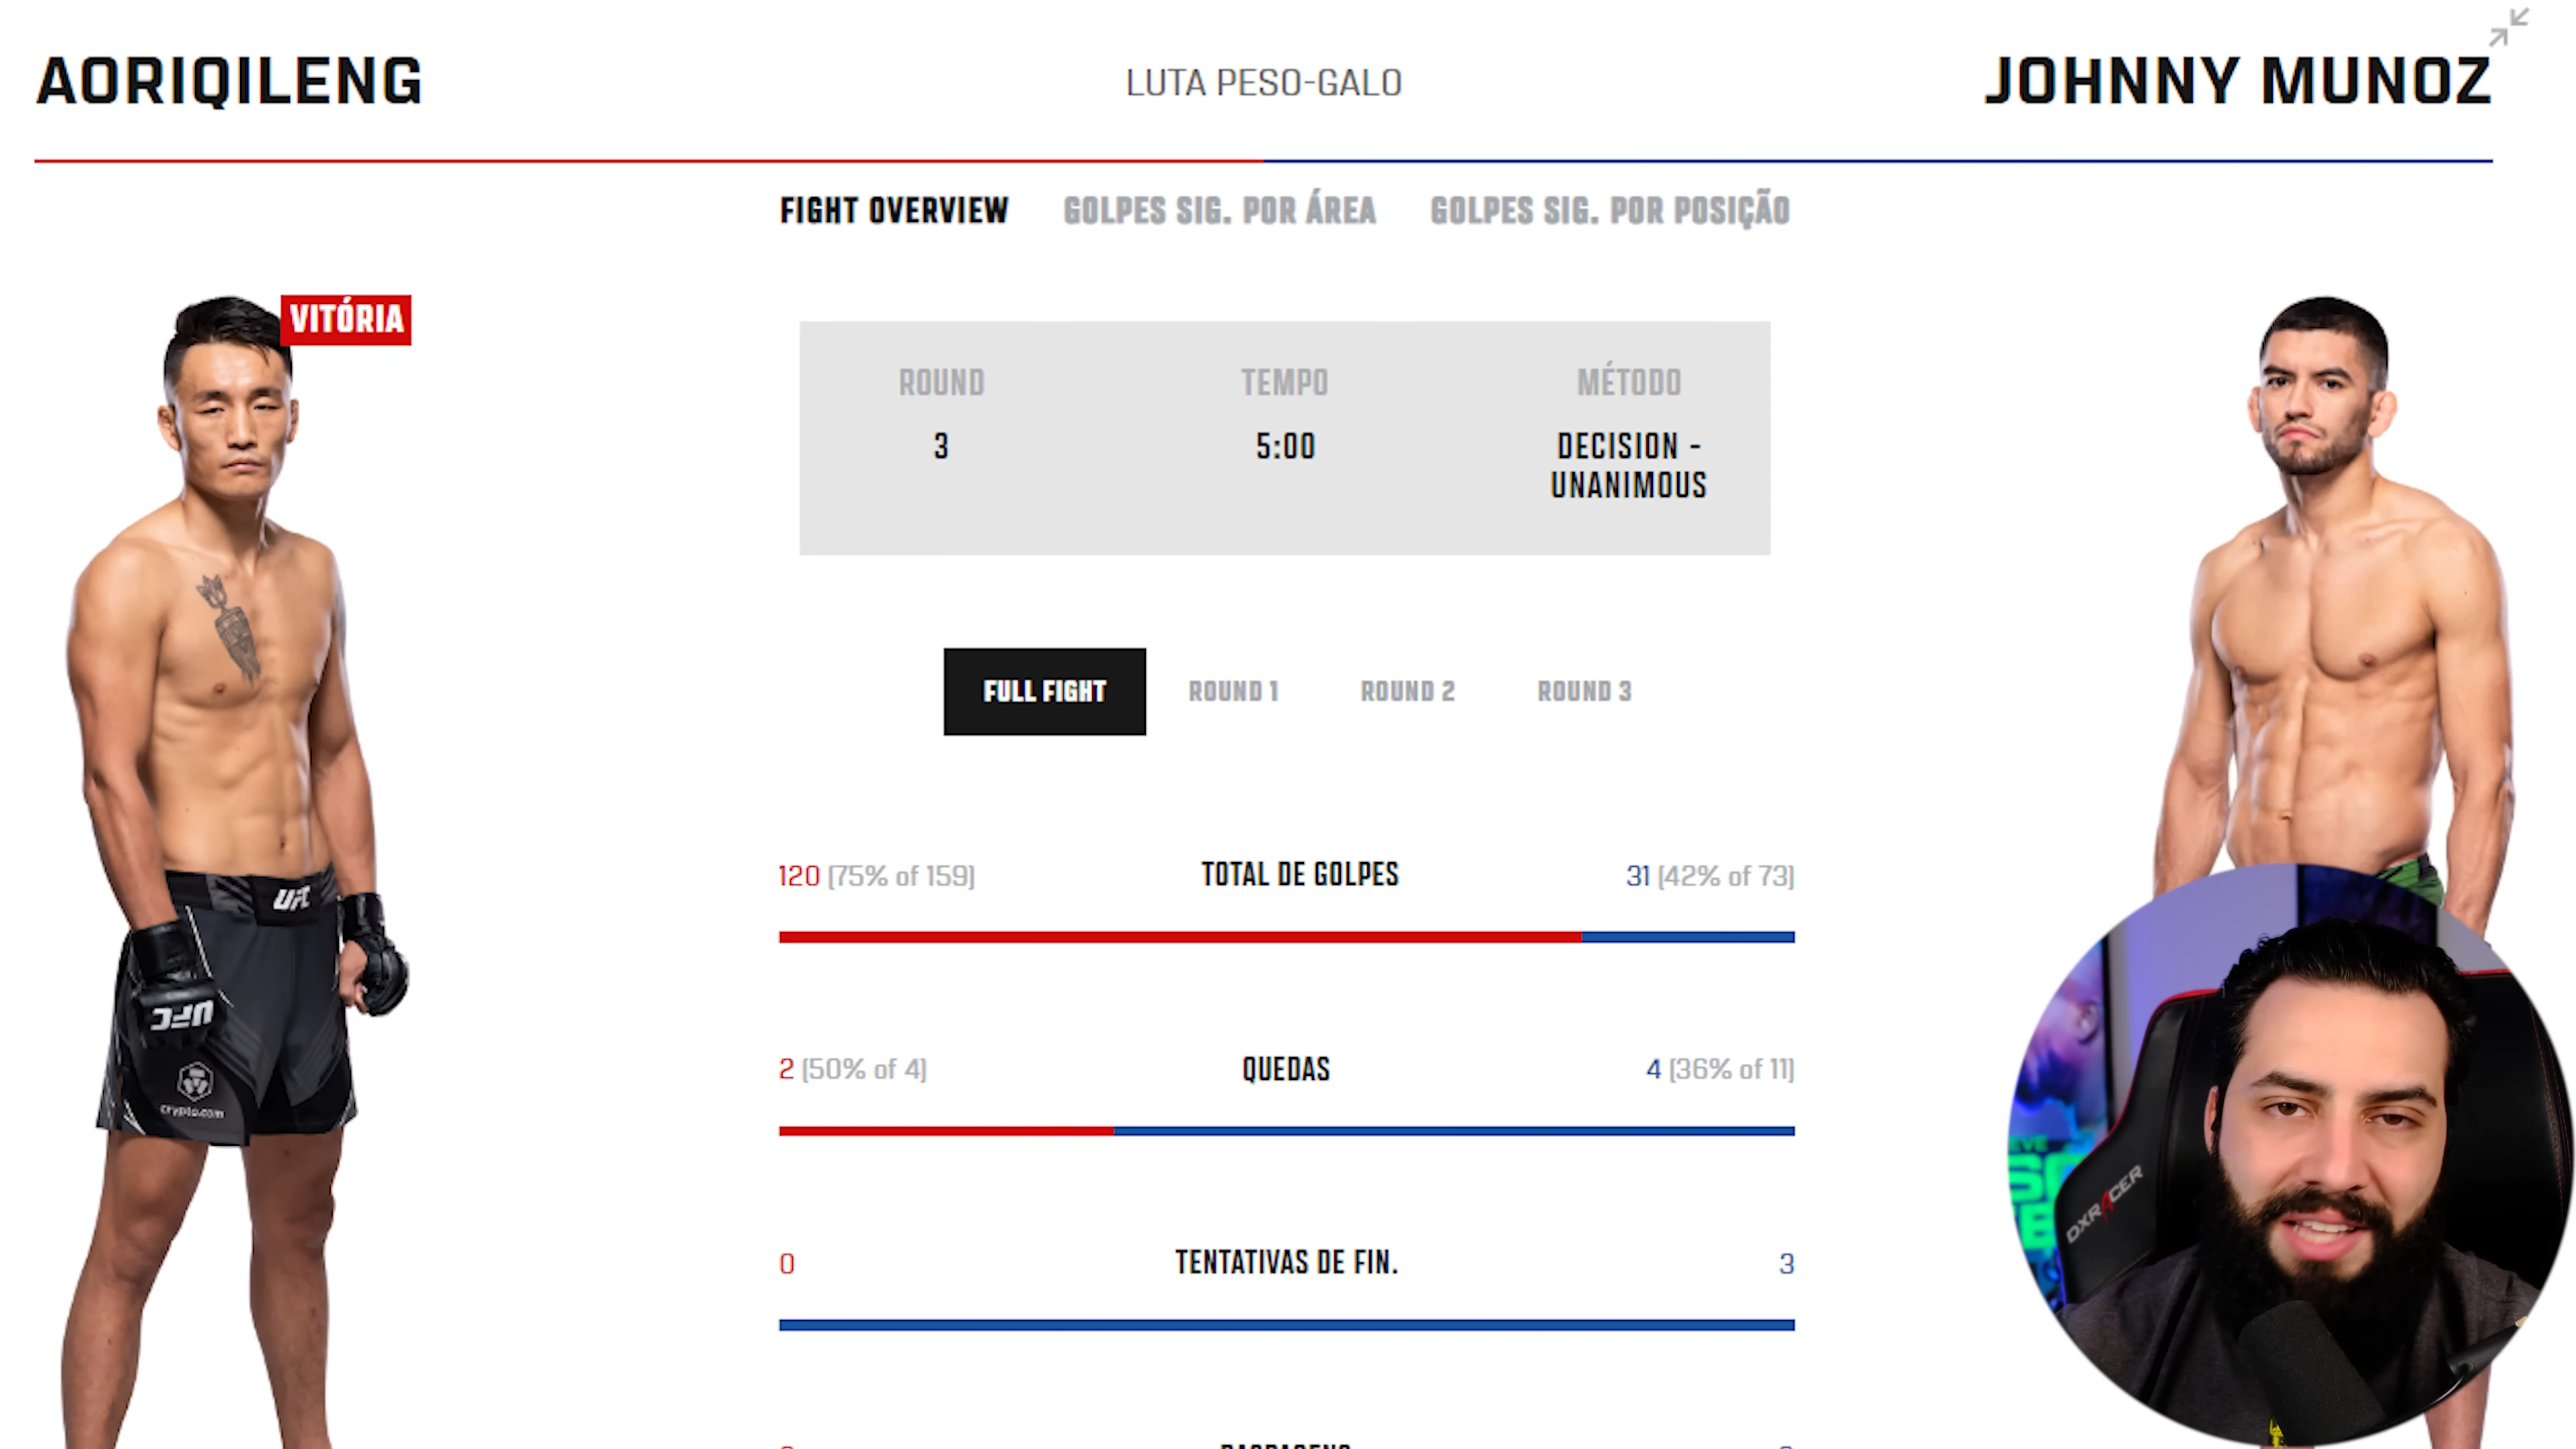 AORIQILENG
LUTA PESO-GALO
JOHNNY MUNOZ
FIGHT OVERVIEW GOLPES SIG. POR ÁREA GOLPES SIG. POR POSIÇÃO
VITÓRIA
ROUND TEMPO MÉTODO
3 5:00 DECISION -
UNANIMOUS
FULL FIGHT ROUND 1 ROUND 2 ROUND 3
120 (75% of 159) TOTAL DE GOLPES 31 (42% of 73)
2 (50% of 4) QUEDAS 4 (36% of 11)
0 TENTATIVAS DE FIN. 3
UFC
UFC
crypto.com
DXRACER